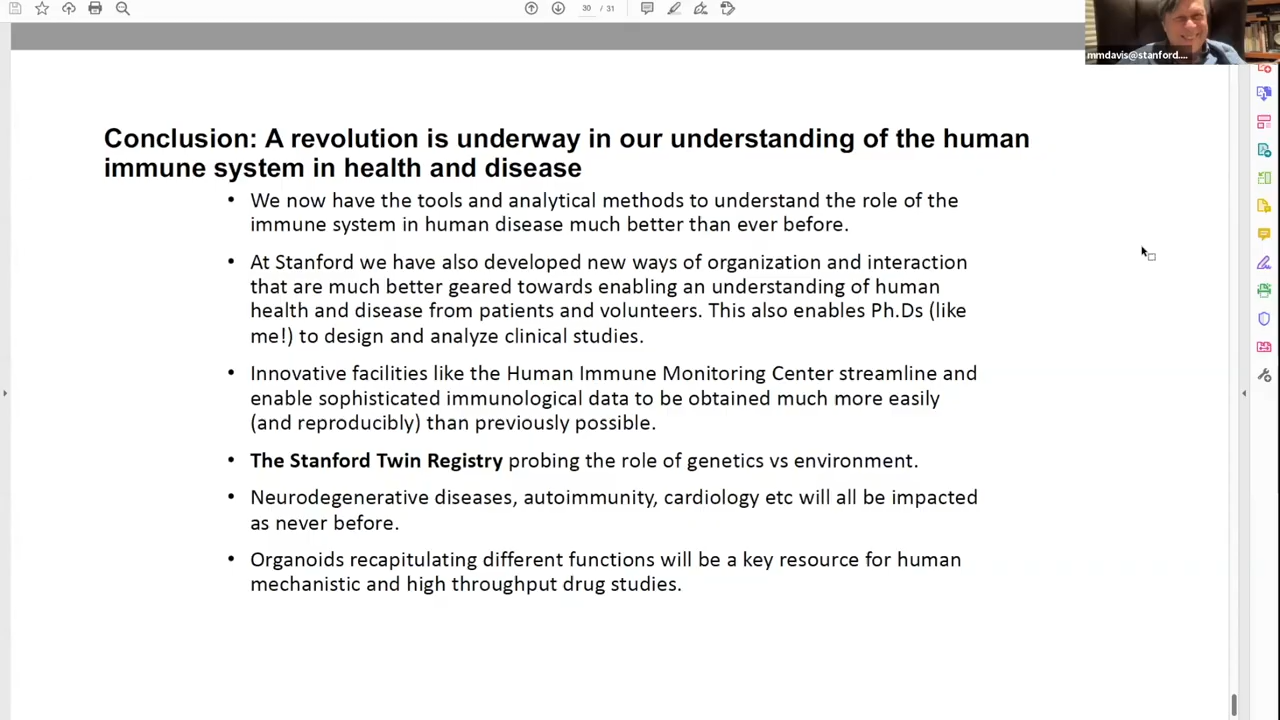 30 / 31
mmdavis@stanford....
Conclusion: A revolution is underway in our understanding of the human
immune system in health and disease
• We now have the tools and analytical methods to understand the role of the
immune system in human disease much better than ever before.
• At Stanford we have also developed new ways of organization and interaction
that are much better geared towards enabling an understanding of human
health and disease from patients and volunteers. This also enables Ph.Ds (like
me!) to design and analyze clinical studies.
• Innovative facilities like the Human Immune Monitoring Center streamline and
enable sophisticated immunological data to be obtained much more easily
(and reproducibly) than previously possible.
• The Stanford Twin Registry probing the role of genetics vs environment.
• Neurodegenerative diseases, autoimmunity, cardiology etc will all be impacted
as never before.
• Organoids recapitulating different functions will be a key resource for human
mechanistic and high throughput drug studies.